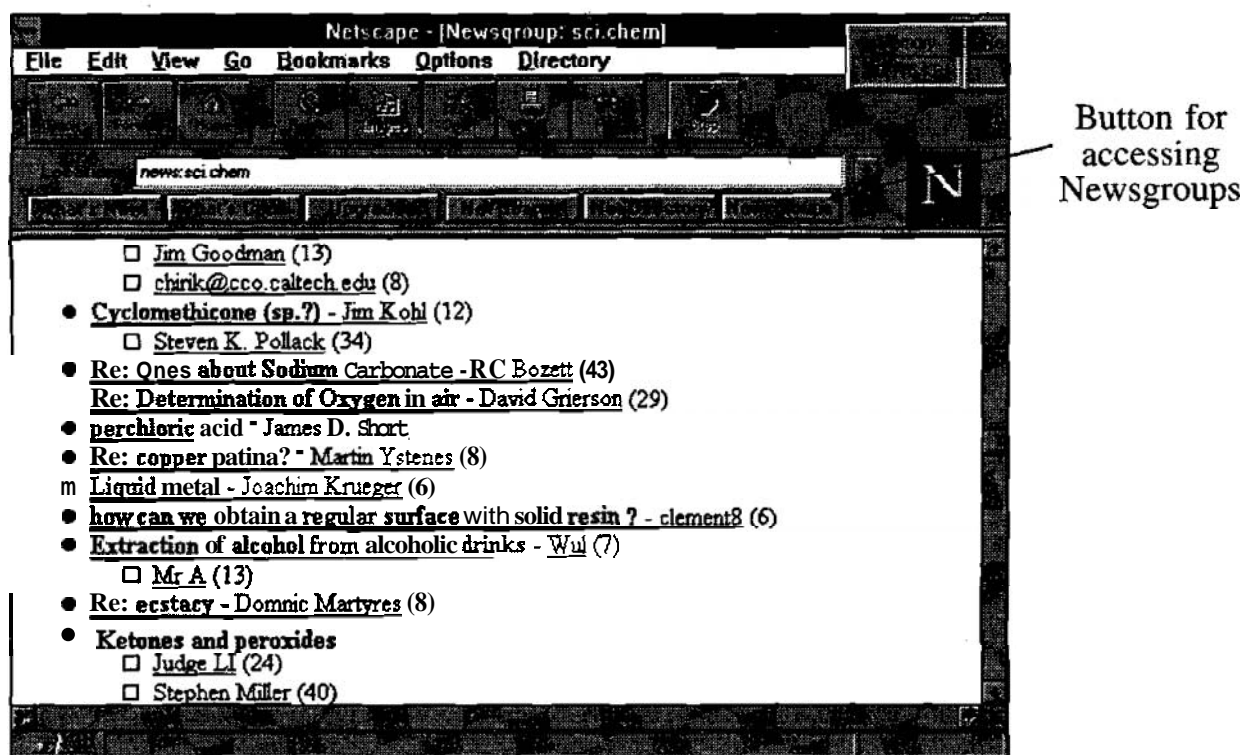 Netscape - [Newsgroup: sci.chem]
File Edit View Go Bookmarks Options Directory
news:sci.chem
N
Button for
accessing
Newsgroups
□ Jim Goodman (13)
□ chirik@cco.caltech.edu (8)
● Cyclomethicone (sp.?) - Jim Kohl (12)
□ Steven K. Pollack (34)
● Re: Qnes about Sodium Carbonate - RC Bozett (43)
Re: Determination of Oxygen in air - David Grierson (29)
● perchloric acid - James D. Short
● Re: copper patina? - Martin Ystenes (8)
m Liquid metal - Joachim Krueger (6)
● how can we obtain a regular surface with solid resin ? - clement8 (6)
● Extraction of alcohol from alcoholic drinks - Wul (7)
□ Mr A (13)
● Re: ecstacy - Domnic Martyres (8)
● Ketones and peroxides
□ Judge LI (24)
□ Stephen Miller (40)